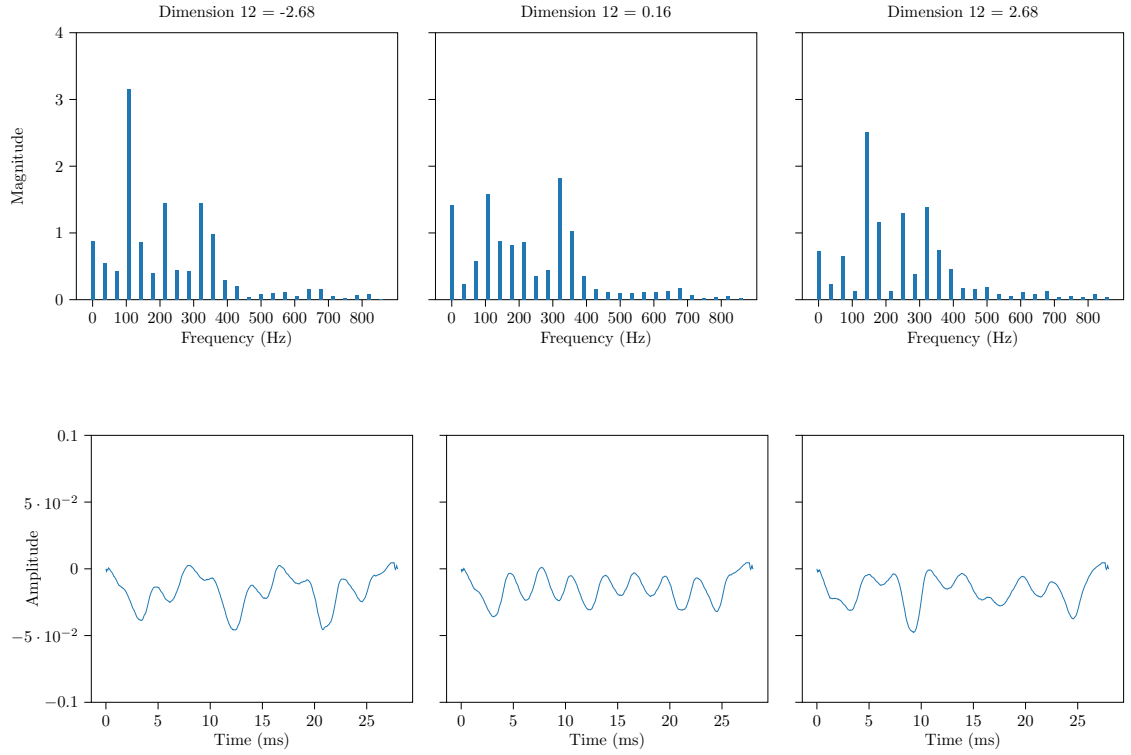 Dimension 12 = -2.68 Dimension 12 = 0.16 Dimension 12 = 2.68
4
3
2
1
0
Magnitude
0 100 200 300 400 500 600 700 800 0 100 200 300 400 500 600 700 800 0 100 200 300 400 500 600 700 800
Frequency (Hz) Frequency (Hz) Frequency (Hz)
0.1
5 · 10⁻²
0
−5 · 10⁻²
−0.1
Amplitude
0 5 10 15 20 25 0 5 10 15 20 25 0 5 10 15 20 25
Time (ms) Time (ms) Time (ms)